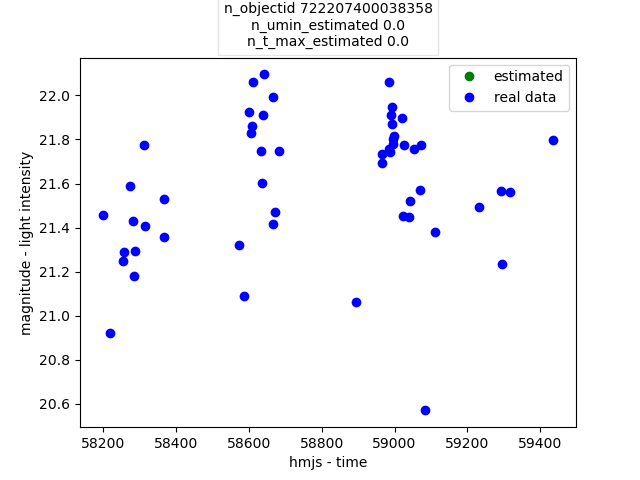 n_objectid 722207400038358
n_umin_estimated 0.0
n_t_max_estimated 0.0
estimated
real data
magnitude - light intensity
22.0
21.8
21.6
21.4
21.2
21.0
20.8
20.6
58200 58400 58600 58800 59000 59200 59400
hmjs - time